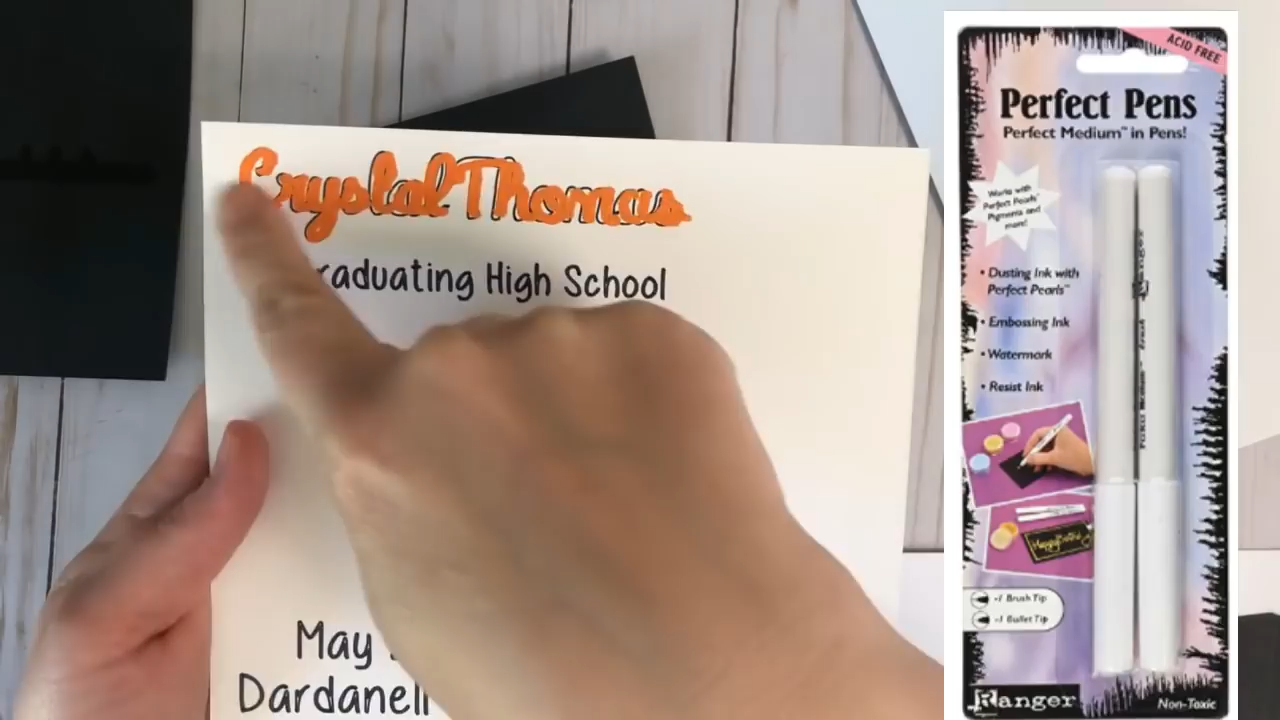 Crystal Thomas
raduating High School
May
Dardanell
ACID FREE
Perfect Pens
Perfect Medium™ in Pens!
Works with
Perfect Pearls™
Pigments and
more!
• Dusting Ink with
Perfect Pearls™
• Embossing Ink
• Watermark
• Resist Ink
-1 Brush Tip
-1 Bullet Tip
Ranger
Non-Toxic